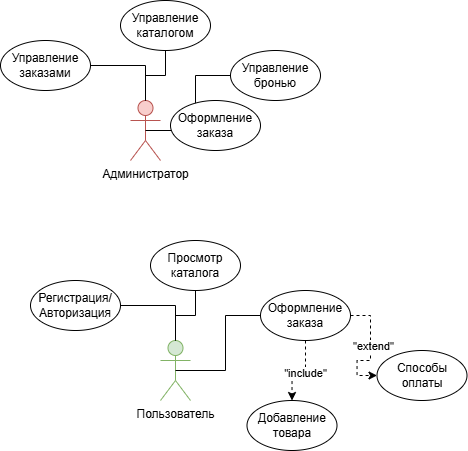 Управление
каталогом
Управление
заказами
Управление
бронью
Оформление
заказа
Администратор
Просмотр
каталога
Регистрация/
Авторизация
Оформление
заказа
"extend"
"include"
Способы
оплаты
Пользователь
Добавление
товара